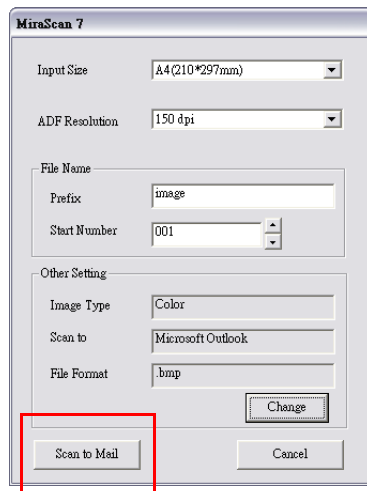 MiraScan 7
Input Size A4(210*297mm)
ADF Resolution 150 dpi
File Name
Prefix image
Start Number 001
Other Setting
Image Type Color
Scan to Microsoft Outlook
File Format .bmp
Change
Scan to Mail Cancel